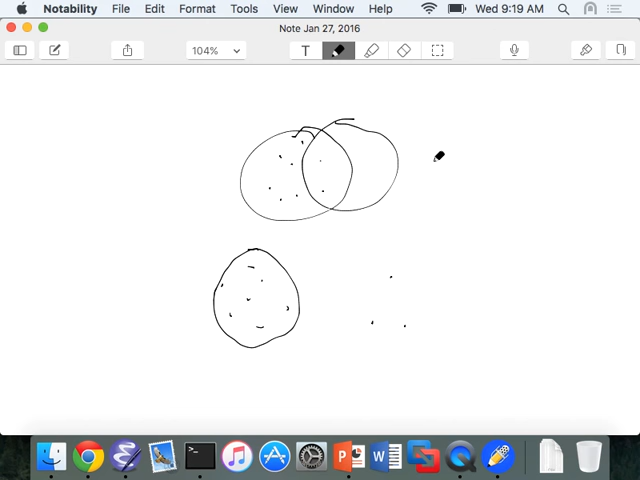 Notability File Edit Format Tools View Window Help Wed 9:19 AM
Note Jan 27, 2016
104% T
>_ P W